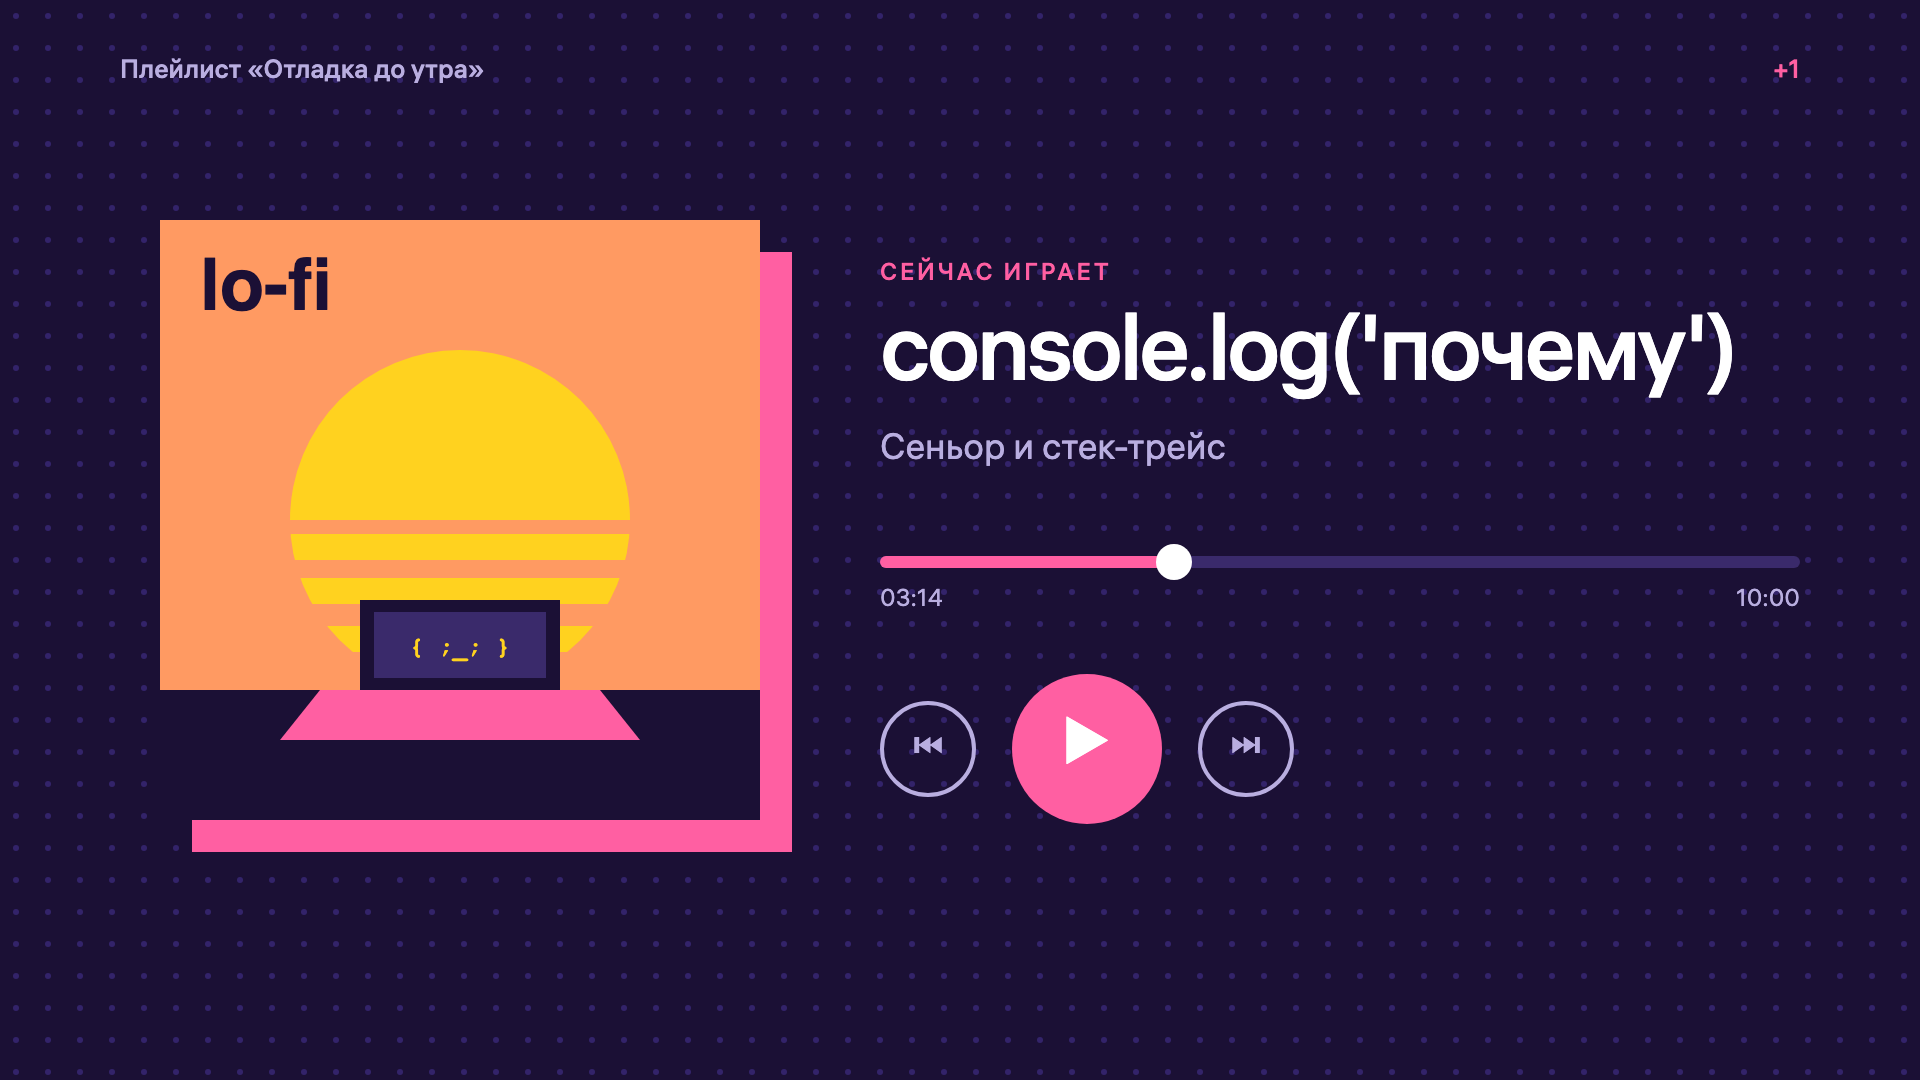 Плейлист «Отладка до утра»
+1
lo-fi
{ ;_; }
СЕЙЧАС ИГРАЕТ
console.log('почему')
Сеньор и стек-трейс
03:14
10:00